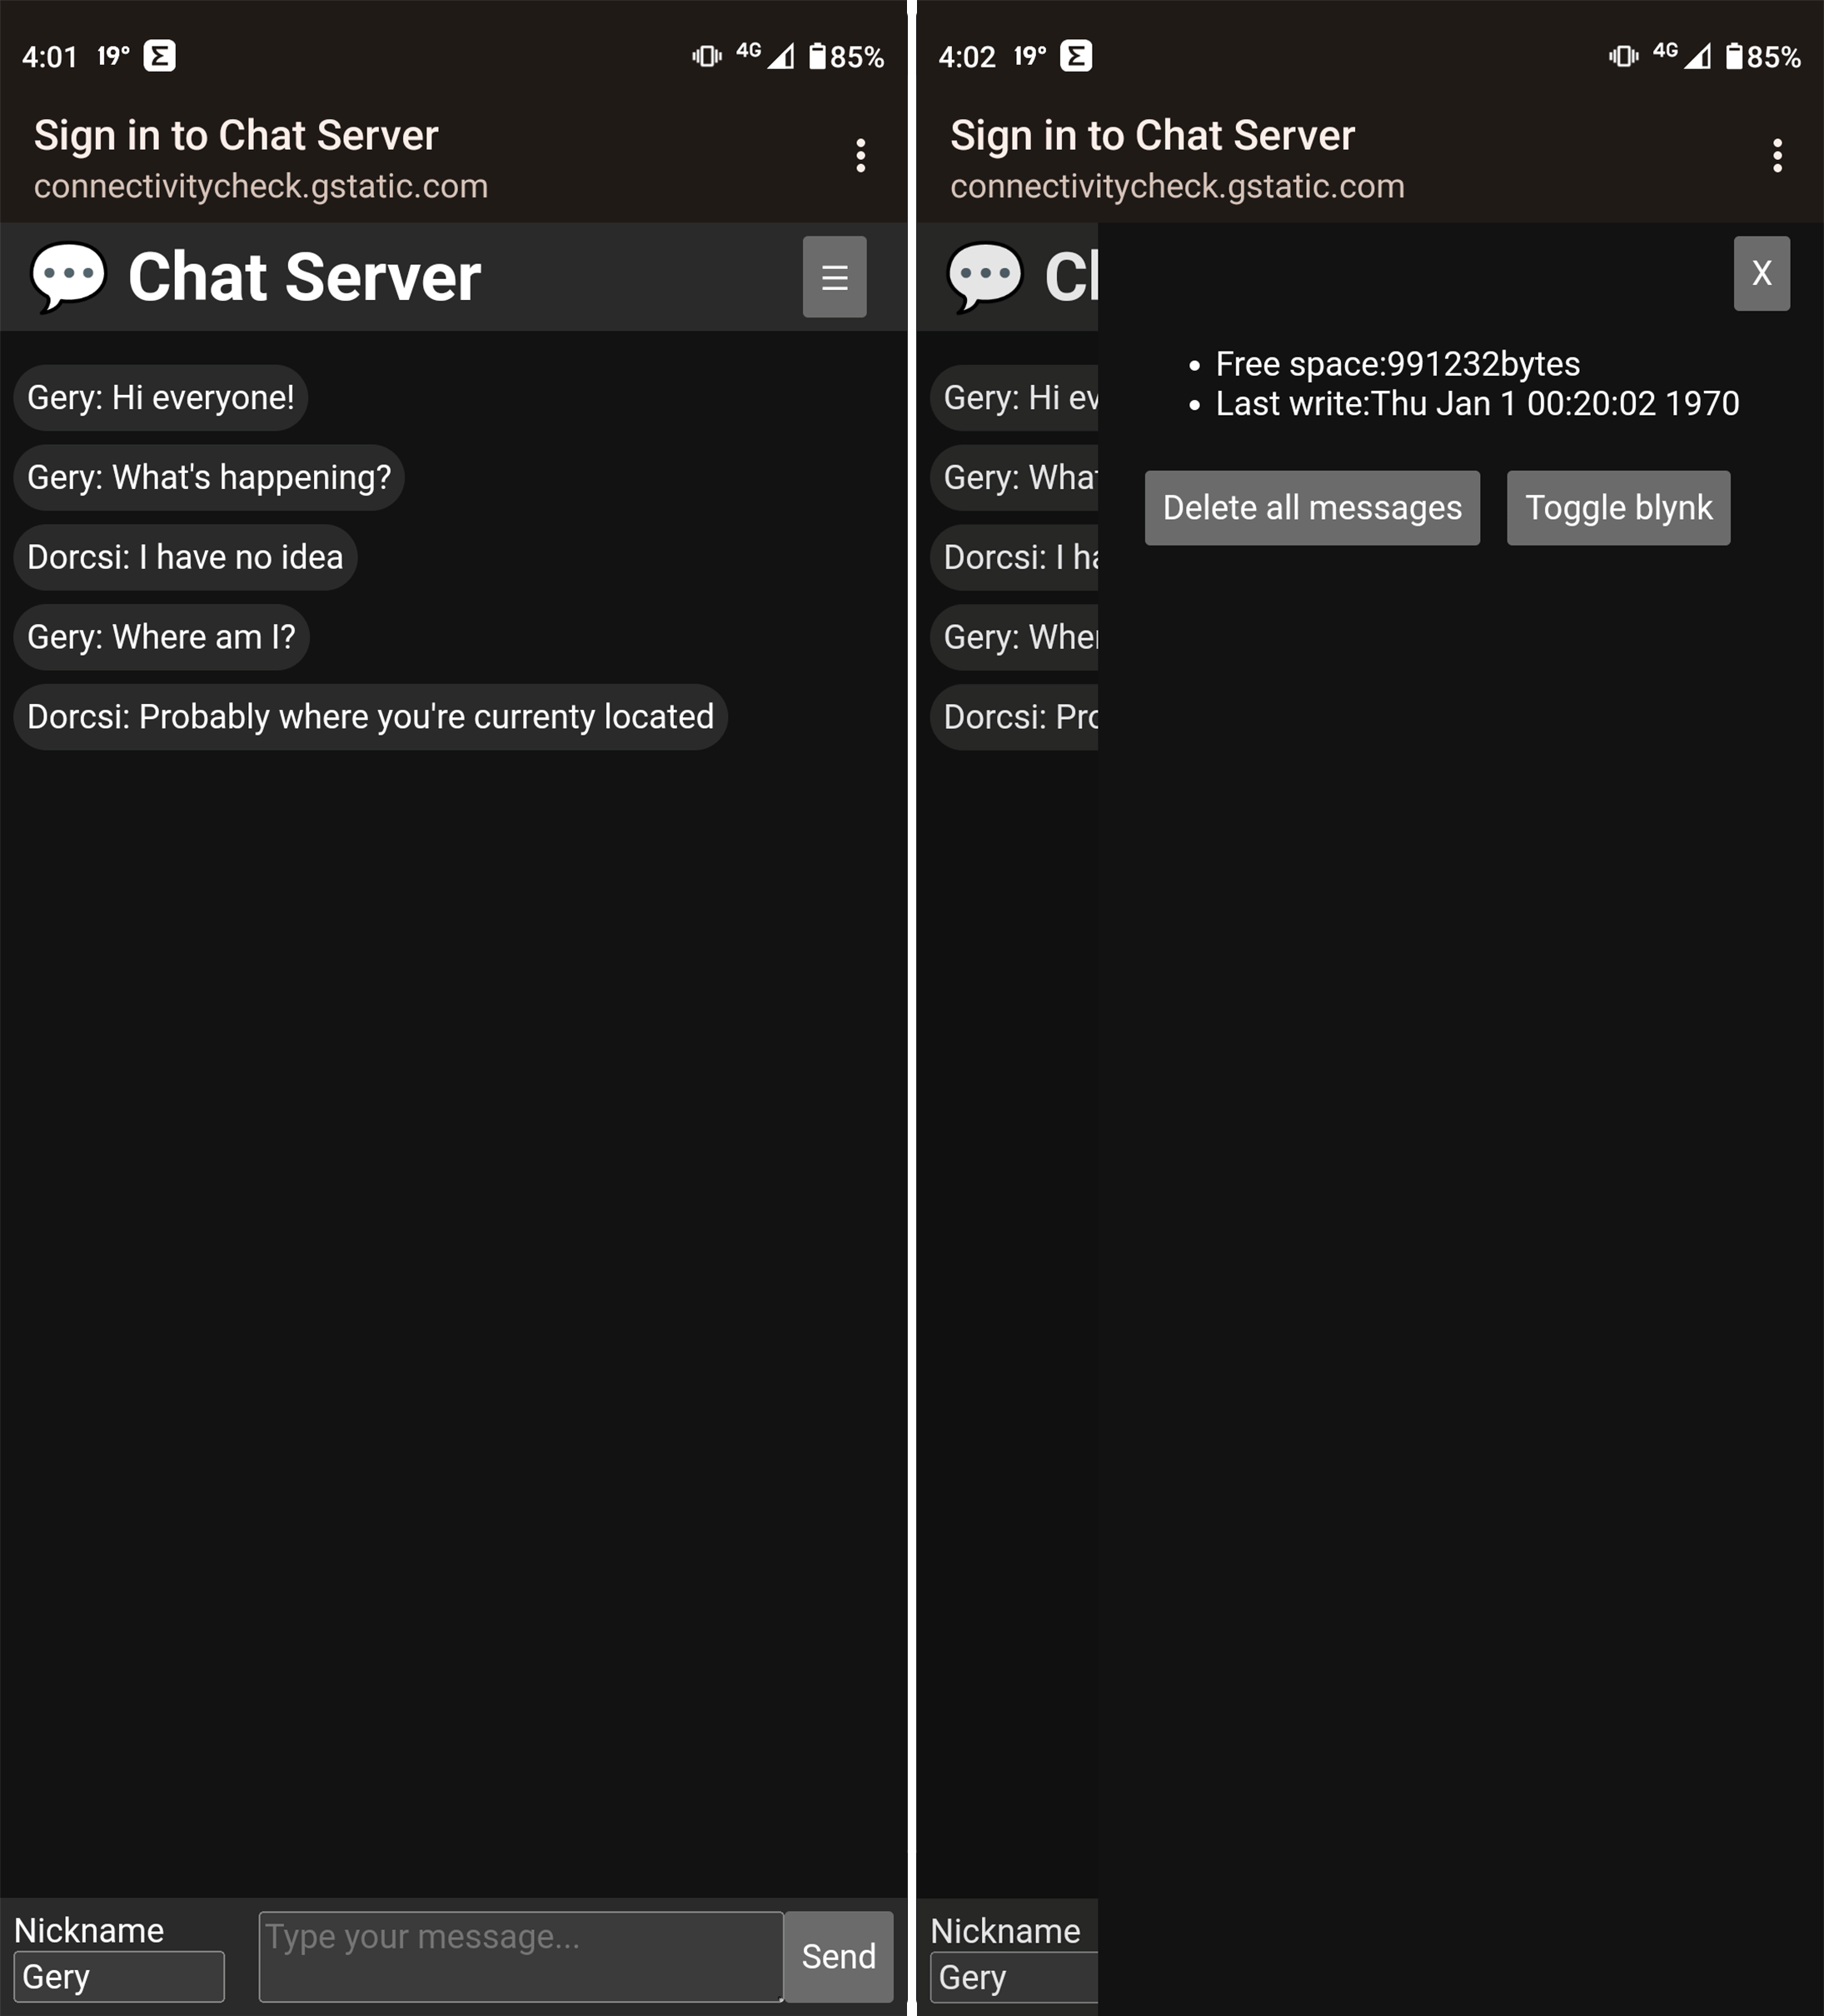 4:01 19° Σ 4G 85%
Sign in to Chat Server
connectivitycheck.gstatic.com
💬 Chat Server ☰
Gery: Hi everyone!
Gery: What's happening?
Dorcsi: I have no idea
Gery: Where am I?
Dorcsi: Probably where you're currenty located
Nickname
Gery
Type your message...
Send
4:02 19° Σ 4G 85%
Sign in to Chat Server
connectivitycheck.gstatic.com
💬 Cl
X
Gery: Hi ev
Gery: What
Dorcsi: I ha
Gery: Wher
Dorcsi: Pro
• Free space:991232bytes
• Last write:Thu Jan 1 00:20:02 1970
Delete all messages
Toggle blynk
Nickname
Gery